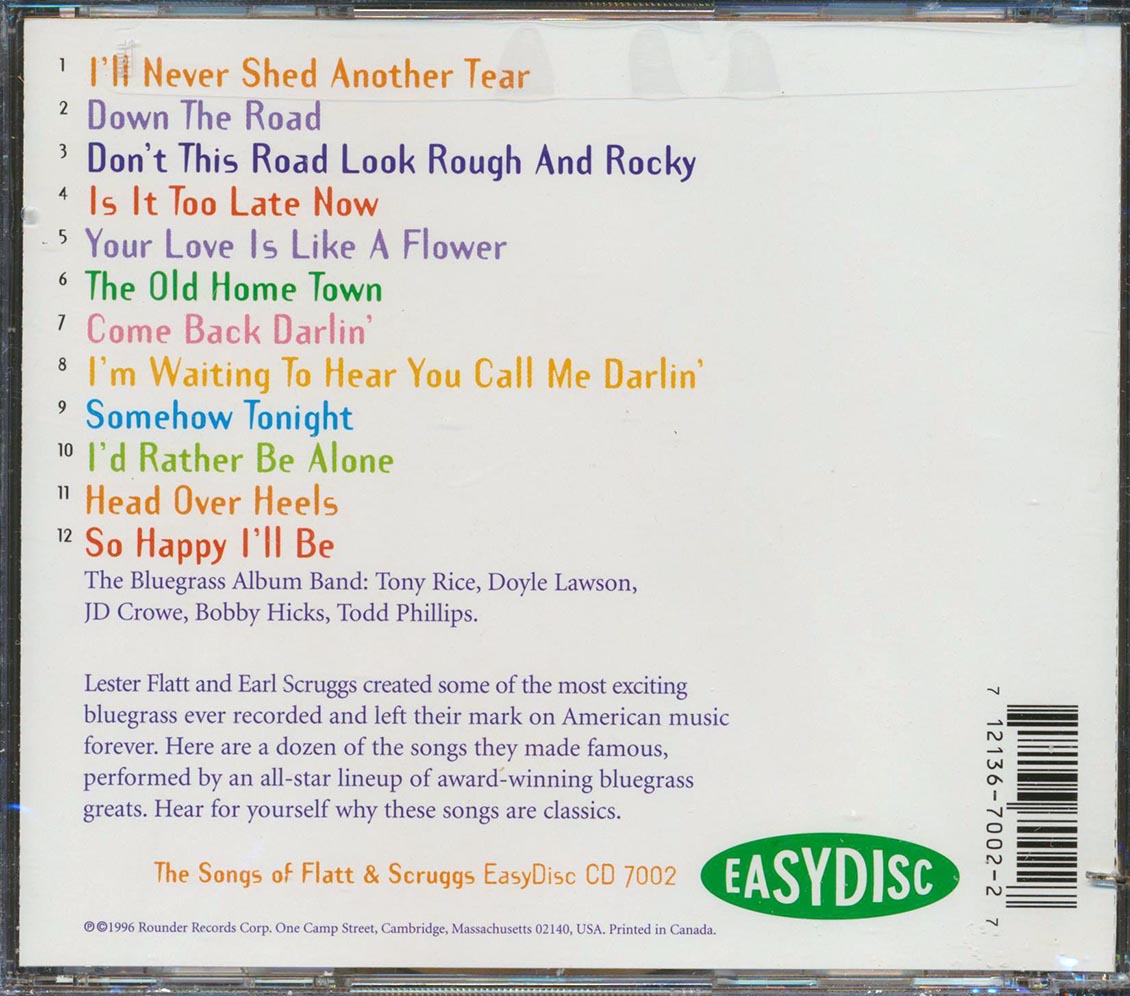 1 I'll Never Shed Another Tear
2 Down The Road
3 Don't This Road Look Rough And Rocky
4 Is It Too Late Now
5 Your Love Is Like A Flower
6 The Old Home Town
7 Come Back Darlin'
8 I'm Waiting To Hear You Call Me Darlin'
9 Somehow Tonight
10 I'd Rather Be Alone
11 Head Over Heels
12 So Happy I'll Be
The Bluegrass Album Band: Tony Rice, Doyle Lawson,
JD Crowe, Bobby Hicks, Todd Phillips.
Lester Flatt and Earl Scruggs created some of the most exciting
bluegrass ever recorded and left their mark on American music
forever. Here are a dozen of the songs they made famous,
performed by an all-star lineup of award-winning bluegrass
greats. Hear for yourself why these songs are classics.
The Songs of Flatt & Scruggs EasyDisc CD 7002
EASYDISC
7 12136-7002-2 7
℗©1996 Rounder Records Corp. One Camp Street, Cambridge, Massachusetts 02140, USA. Printed in Canada.